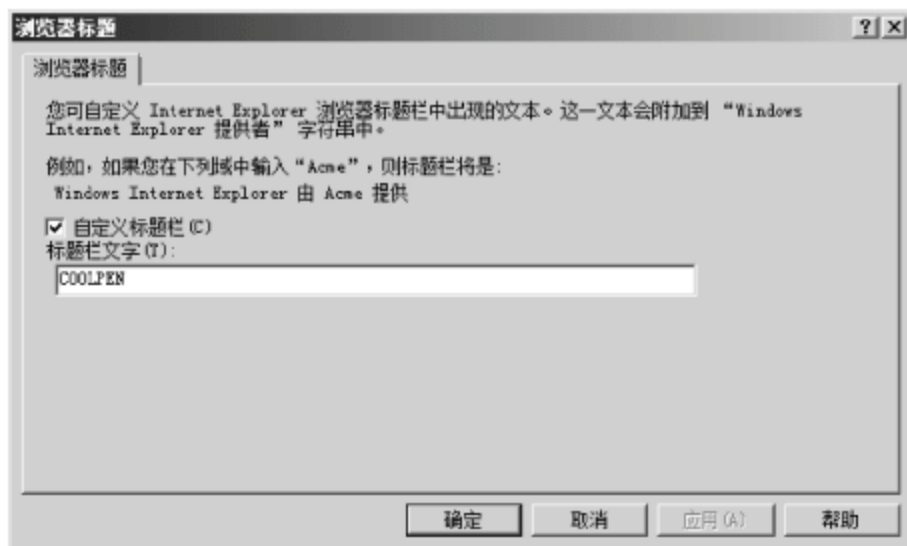 浏览器标题
浏览器标题
您可自定义 Internet Explorer 浏览器标题栏中出现的文本。这一文本会附加到 “Windows
Internet Explorer 提供者” 字符串中。
例如，如果您在下列域中输入“Acme”，则标题栏将是：
Windows Internet Explorer 由 Acme 提供
自定义标题栏(C)
标题栏文字(T):
COOLPEN
确定 取消 应用(A) 帮助